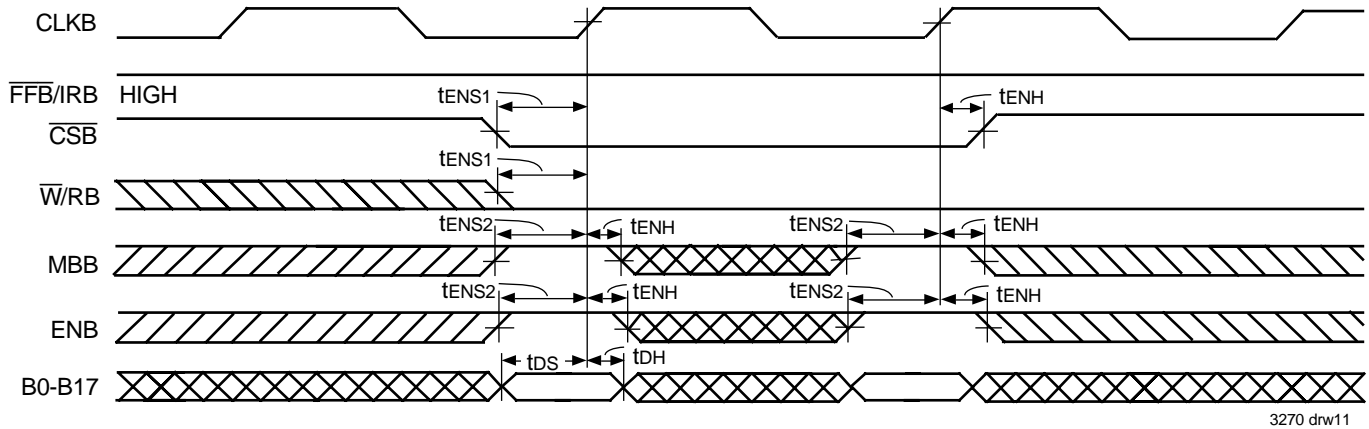 CLKB
FFB/IRB HIGH
tENS1 tENH
CSB
tENS1
W/RB
tENS2 tENH tENS2 tENH
MBB
tENS2 tENH tENS2 tENH
ENB
tDS tDH
B0-B17
3270 drw11